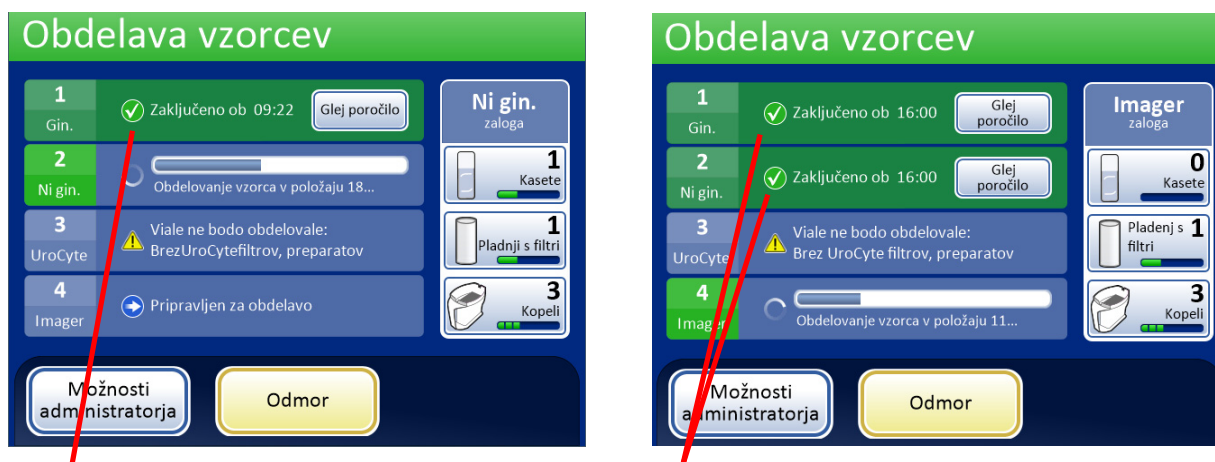 Obdelava vzorcev
1
Gin.
Zaključeno ob 09:22
Glej poročilo
2
Ni gin.
Obdelovanje vzorca v položaju 18...
3
UroCyte
Viale ne bodo obdelovale:
BrezUroCytefiltrov, preparatov
4
Imager
Pripravljen za obdelavo
Ni gin.
zaloga
1
Kasete
1
Pladnji s filtri
3
Kopeli
Možnosti
administratorja
Odmor
Obdelava vzorcev
1
Gin.
Zaključeno ob 16:00
Glej
poročilo
2
Ni gin.
Zaključeno ob 16:00
Glej
poročilo
3
UroCyte
Viale ne bodo obdelovale:
Brez UroCyte filtrov, preparatov
4
Imager
Obdelovanje vzorca v položaju 11...
Imager
zaloga
0
Kasete
Pladenj s 1
filtri
3
Kopeli
Možnosti
administratorja
Odmor